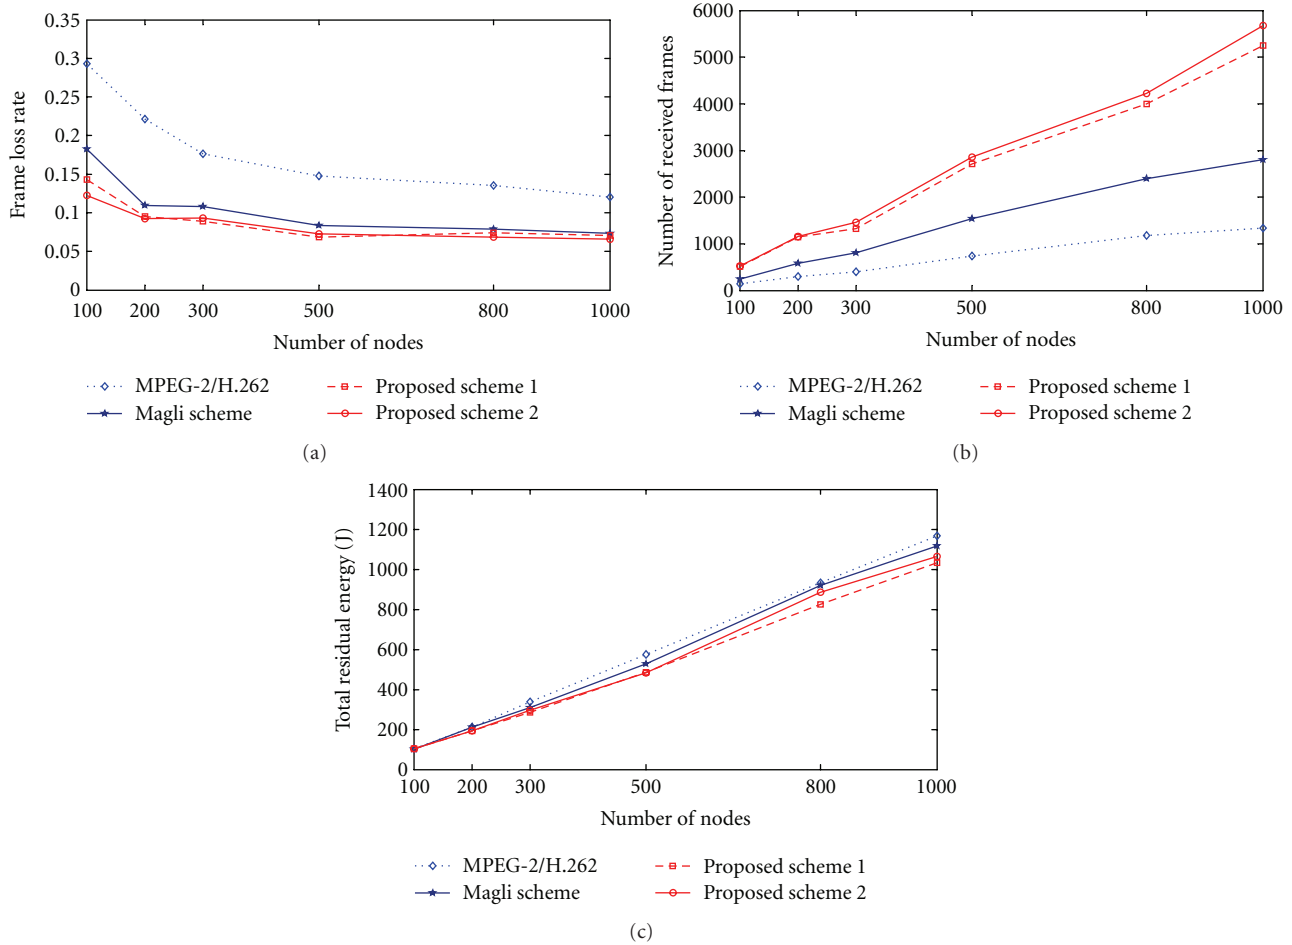 0.35
0.3
0.25
0.2
0.15
0.1
0.05
0
Frame loss rate
100 200 300 500 800 1000
Number of nodes
MPEG-2/H.262
Magli scheme
Proposed scheme 1
Proposed scheme 2
(a)
6000
5000
4000
3000
2000
1000
0
Number of received frames
100 200 300 500 800 1000
Number of nodes
MPEG-2/H.262
Magli scheme
Proposed scheme 1
Proposed scheme 2
(b)
1400
1200
1000
800
600
400
200
0
Total residual energy (J)
100 200 300 500 800 1000
Number of nodes
MPEG-2/H.262
Magli scheme
Proposed scheme 1
Proposed scheme 2
(c)